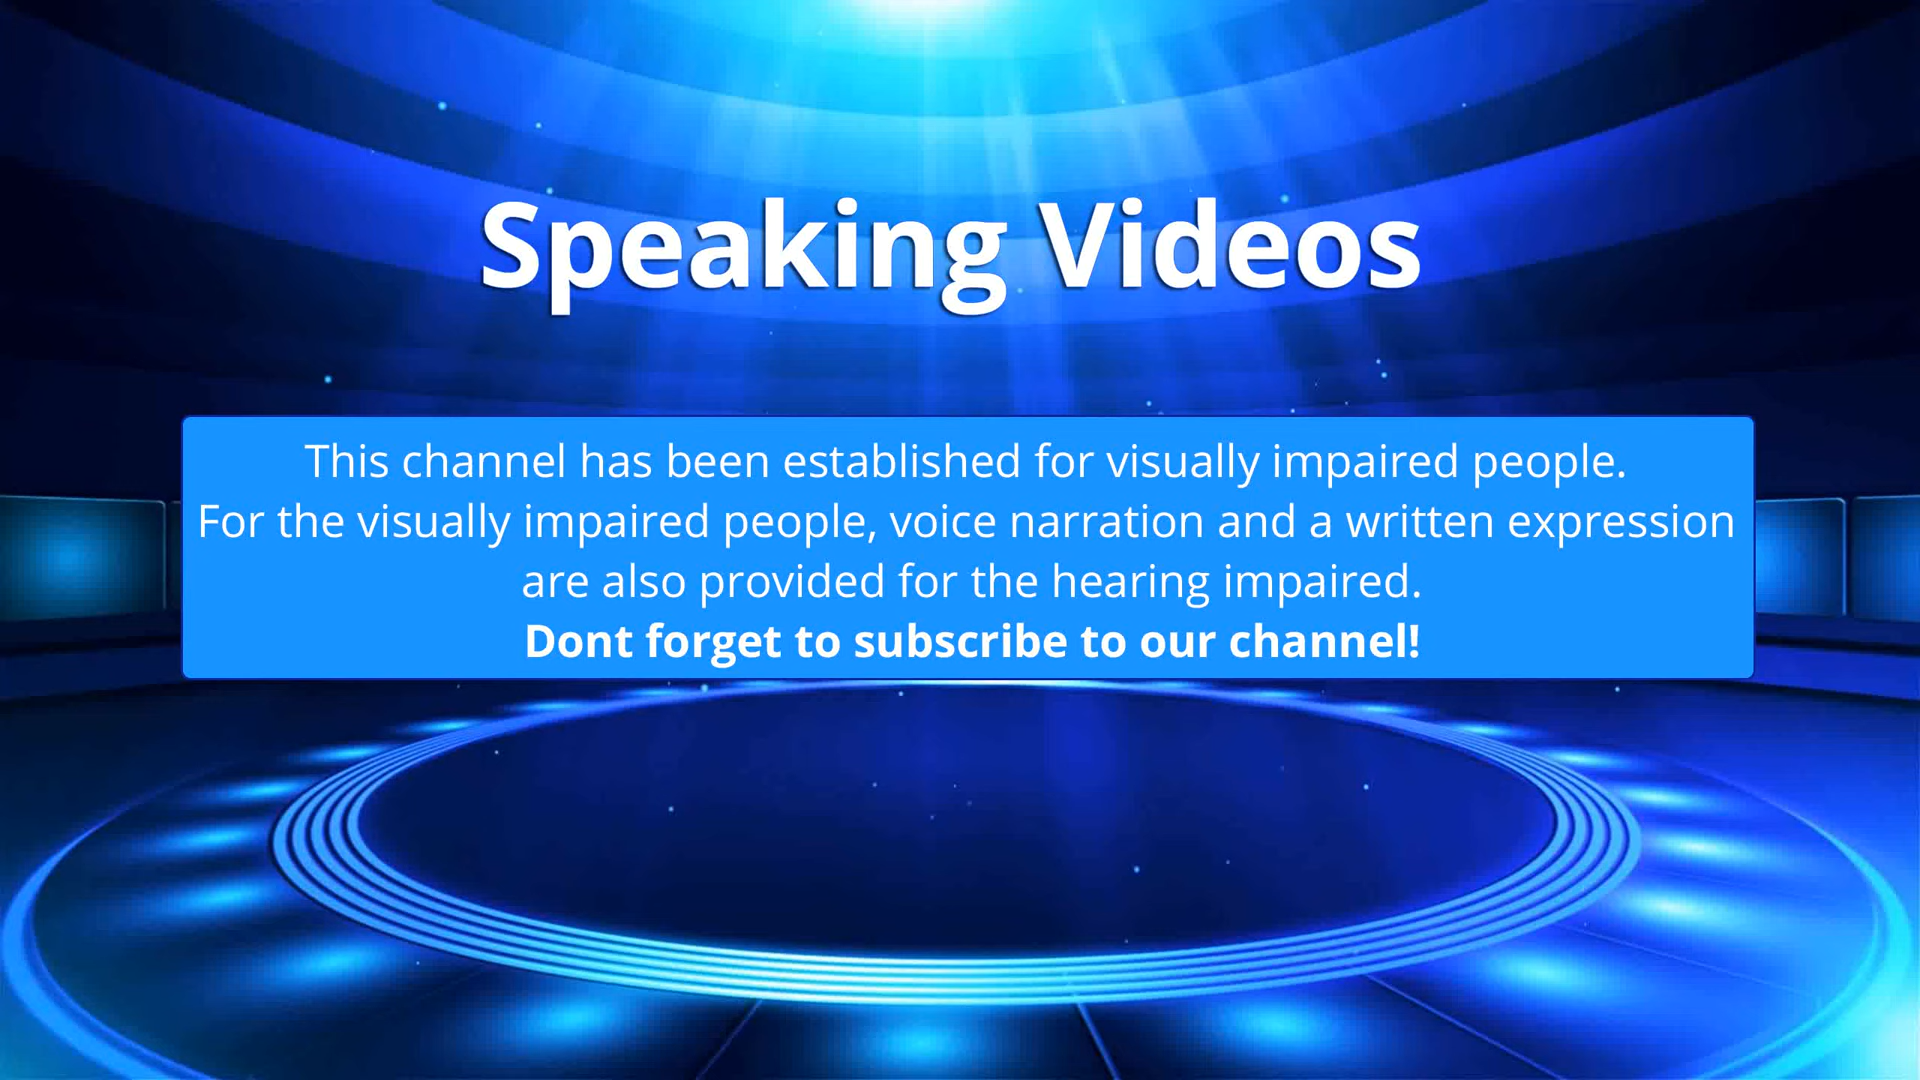 Speaking Videos
This channel has been established for visually impaired people.
For the visually impaired people, voice narration and a written expression
are also provided for the hearing impaired.
Dont forget to subscribe to our channel!